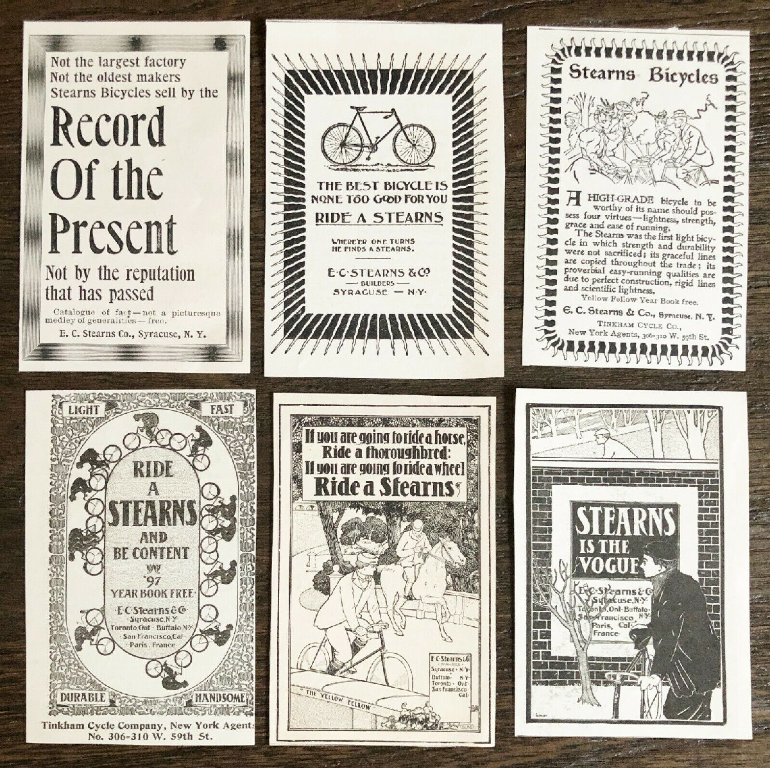 Not the largest factory
Not the oldest makers
Stearns Bicycles sell by the
Record
Of the
Present
Not by the reputation
that has passed
Catalogue of fact—not a picturesque
medley of generalities—free.
E. C. Stearns Co., Syracuse, N. Y.
THE BEST BICYCLE IS
NONE TOO GOOD FOR YOU
RIDE A STEARNS
WHERE'ER ONE TURNS
HE FINDS A STEARNS.
E·C·STEARNS & CO
— BUILDERS —
SYRACUSE — N·Y·
Stearns Bicycles
A HIGH-GRADE bicycle to be
worthy of its name should pos-
sess four virtues—lightness, strength,
grace and ease of running.
The Stearns was the first light bicy-
cle in which strength and durability
were not sacrificed; its graceful lines
are copied throughout the trade; its
proverbial easy-running qualities are
due to perfect construction, rigid lines
and scientific lightness.
Yellow Fellow Year Book free.
E. C. Stearns & Co., Syracuse, N. Y.
TINKHAM CYCLE CO.,
New York Agents, 306-310 W. 59th St.
LIGHT
FAST
RIDE
A
STEARNS
AND
BE CONTENT
'97
YEAR BOOK FREE·
E·C·Stearns & Co
·Syracuse, N·Y·
Toronto, Ont· Buffalo, N·Y
·San Francisco, Cal·
·Paris, France·
DURABLE
HANDSOME
Tinkham Cycle Company, New York Agents
No. 306-310 W. 59th St.
If you are going to ride a horse,
Ride a thoroughbred:
If you are going to ride a wheel
Ride a Stearns
E·C·Stearns & Co
Syracuse · N·Y·
Buffalo · N·Y
Toronto · Ont
San Francisco
Cal
"THE YELLOW FELLOW
STEARNS
IS THE
VOGUE
E·C·Stearns & Co
Syracuse, N·Y
Toronto, Ont· Buffalo·
San Francisco
Paris, Cal·
France